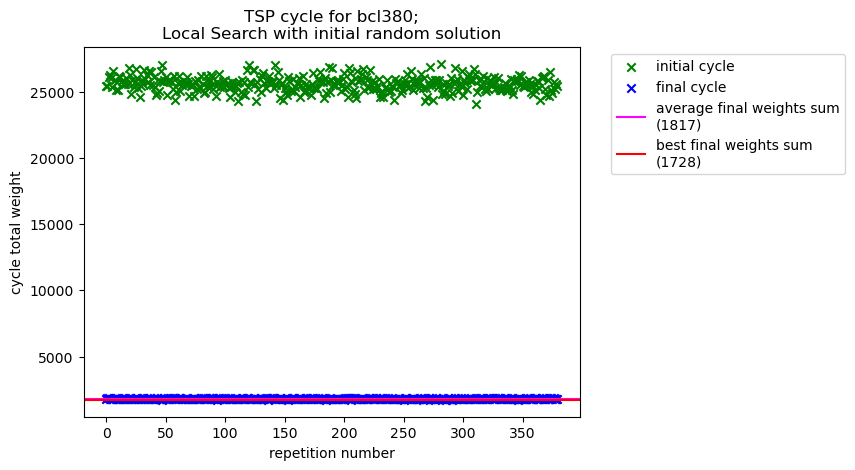 TSP cycle for bcl380;
Local Search with initial random solution
cycle total weight
25000
20000
15000
10000
5000
0
50
100
150
200
250
300
350
repetition number
initial cycle
final cycle
average final weights sum
(1817)
best final weights sum
(1728)